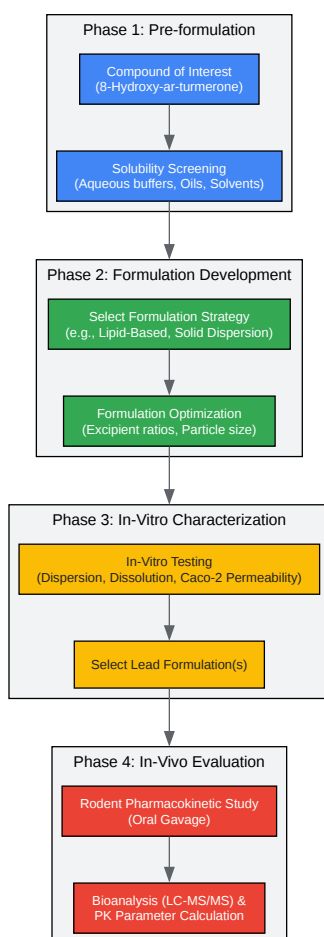 Phase 1: Pre-formulation
Compound of Interest
(8-Hydroxy-ar-turmerone)
Solubility Screening
(Aqueous buffers, Oils, Solvents)
Phase 2: Formulation Development
Select Formulation Strategy
(e.g., Lipid-Based, Solid Dispersion)
Formulation Optimization
(Excipient ratios, Particle size)
Phase 3: In-Vitro Characterization
In-Vitro Testing
(Dispersion, Dissolution, Caco-2 Permeability)
Select Lead Formulation(s)
Phase 4: In-Vivo Evaluation
Rodent Pharmacokinetic Study
(Oral Gavage)
Bioanalysis (LC-MS/MS) &
PK Parameter Calculation